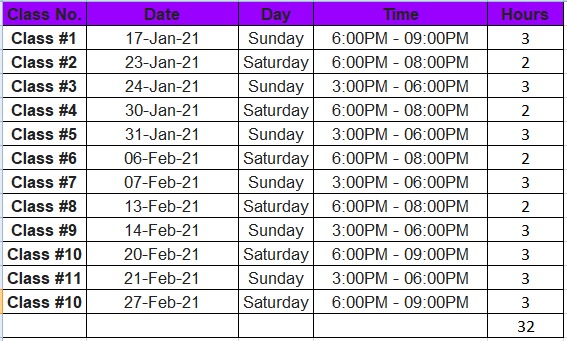 Class No. Date Day Time Hours
Class #1 17-Jan-21 Sunday 6:00PM - 09:00PM 3
Class #2 23-Jan-21 Saturday 6:00PM - 08:00PM 2
Class #3 24-Jan-21 Sunday 3:00PM - 06:00PM 3
Class #4 30-Jan-21 Saturday 6:00PM - 08:00PM 2
Class #5 31-Jan-21 Sunday 3:00PM - 06:00PM 3
Class #6 06-Feb-21 Saturday 6:00PM - 08:00PM 2
Class #7 07-Feb-21 Sunday 3:00PM - 06:00PM 3
Class #8 13-Feb-21 Saturday 6:00PM - 08:00PM 2
Class #9 14-Feb-21 Sunday 3:00PM - 06:00PM 3
Class #10 20-Feb-21 Saturday 6:00PM - 09:00PM 3
Class #11 21-Feb-21 Sunday 3:00PM - 06:00PM 3
Class #10 27-Feb-21 Saturday 6:00PM - 09:00PM 3
32